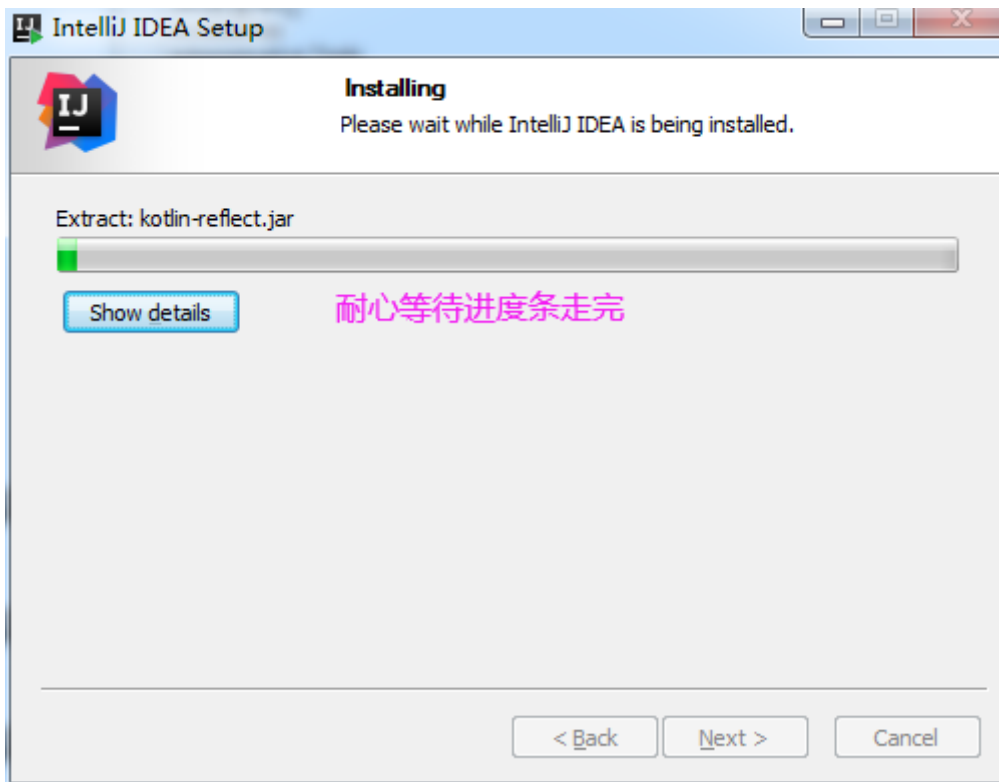 IntelliJ IDEA Setup
IJ
Installing
Please wait while IntelliJ IDEA is being installed.
Extract: kotlin-reflect.jar
Show details
耐心等待进度条走完
< Back
Next >
Cancel